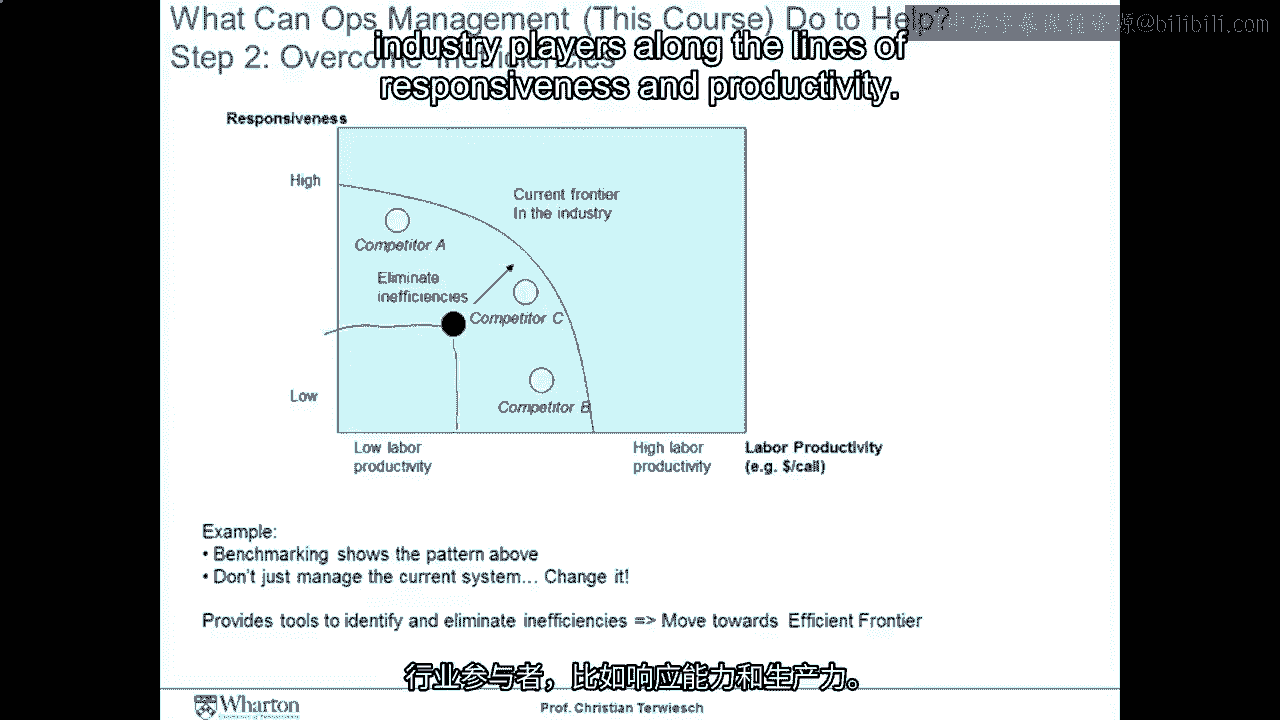 What Can Ops Management (This Course) Do to Help?
Step 2: Overcome Inefficiencies
industry players along the lines of
responsiveness and productivity.
Responsiveness
High
Current frontier
In the industry
Competitor A
Eliminate
inefficiencies
Competitor C
Low
Competitor B
Low labor
productivity
High labor
productivity
Labor Productivity
(e.g. $/call)
Example:
• Benchmarking shows the pattern above
• Don't just manage the current system... Change it!
Provides tools to identify and eliminate inefficiencies => Move towards Efficient Frontier
行业参与者，比如响应能力和生产力。
Wharton
Prof. Christian Terwiesch
@bilibili.com